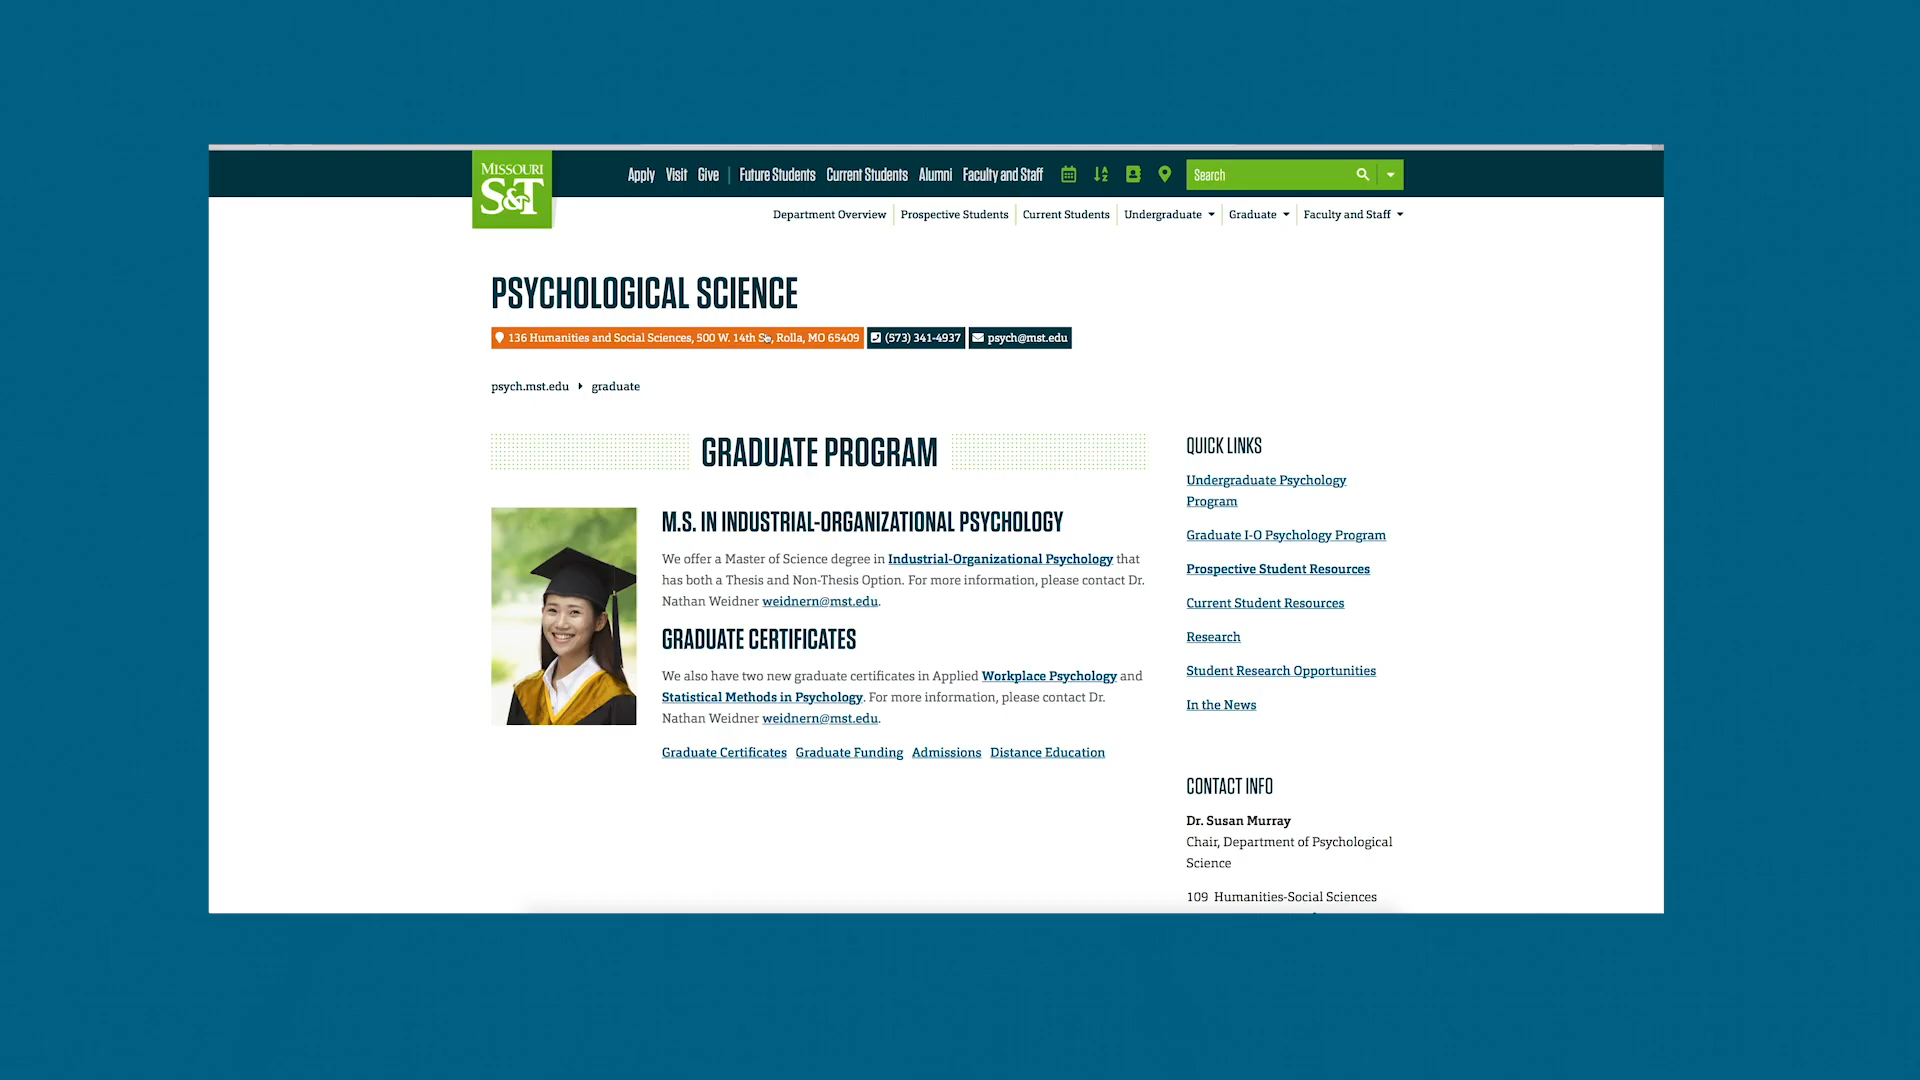 MISSOURI
S&T
Apply Visit Give Future Students Current Students Alumni Faculty and Staff Search
Department Overview Prospective Students Current Students Undergraduate Graduate Faculty and Staff
PSYCHOLOGICAL SCIENCE
136 Humanities and Social Sciences, 500 W. 14th St, Rolla, MO 65409 (573) 341-4937 psych@mst.edu
psych.mst.edu graduate
GRADUATE PROGRAM
M.S. IN INDUSTRIAL-ORGANIZATIONAL PSYCHOLOGY
We offer a Master of Science degree in Industrial-Organizational Psychology that
has both a Thesis and Non-Thesis Option. For more information, please contact Dr.
Nathan Weidner weidnern@mst.edu.
GRADUATE CERTIFICATES
We also have two new graduate certificates in Applied Workplace Psychology and
Statistical Methods in Psychology. For more information, please contact Dr.
Nathan Weidner weidnern@mst.edu.
Graduate Certificates Graduate Funding Admissions Distance Education
QUICK LINKS
Undergraduate Psychology
Program
Graduate I-O Psychology Program
Prospective Student Resources
Current Student Resources
Research
Student Research Opportunities
In the News
CONTACT INFO
Dr. Susan Murray
Chair, Department of Psychological
Science
109 Humanities-Social Sciences